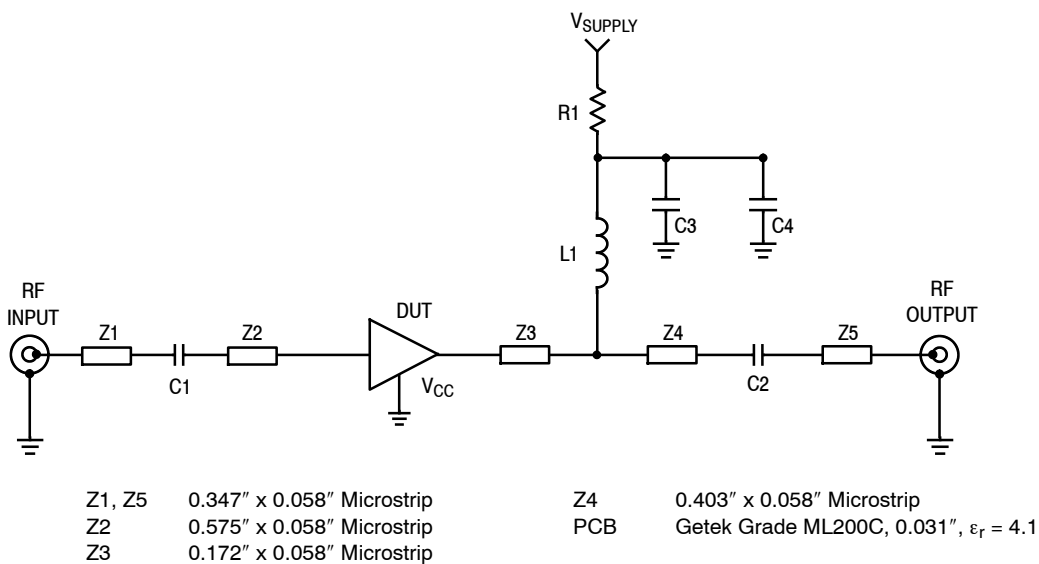 VSUPPLY
R1
C3
C4
L1
RF
INPUT
RF
OUTPUT
DUT
Z1
Z2
Z3
Z4
Z5
C1
VCC
C2
Z1, Z5 0.347″ x 0.058″ Microstrip
Z2 0.575″ x 0.058″ Microstrip
Z3 0.172″ x 0.058″ Microstrip
Z4 0.403″ x 0.058″ Microstrip
PCB Getek Grade ML200C, 0.031″, εr = 4.1